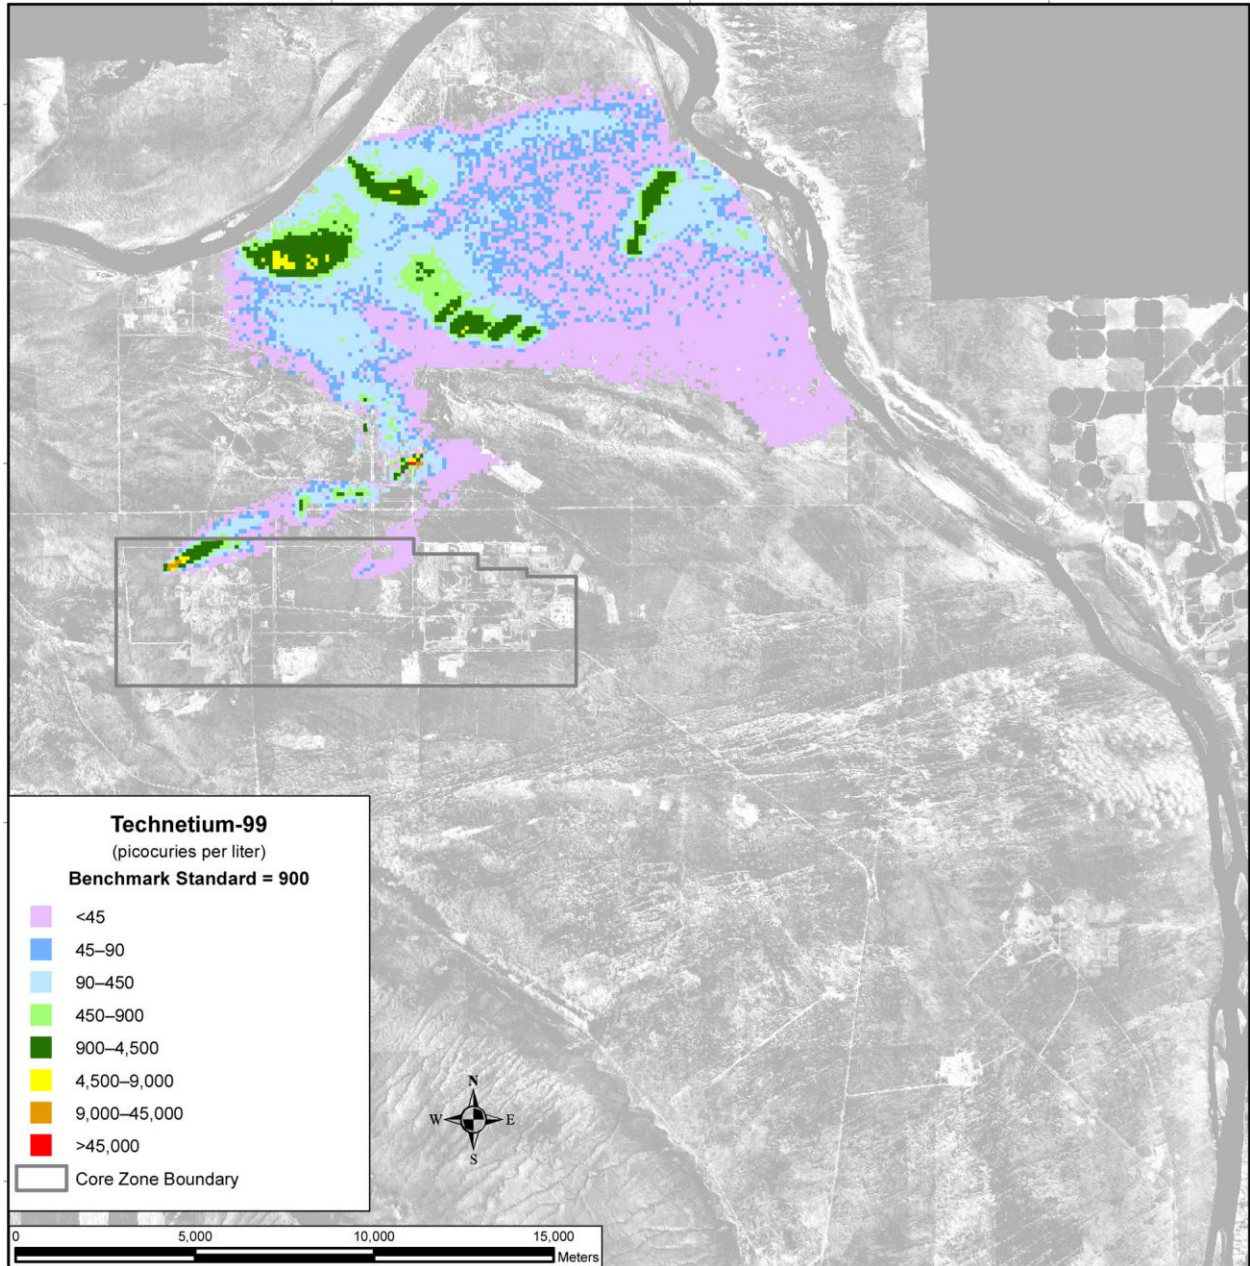 N
W E
S
Technetium-99
(picocuries per liter)
Benchmark Standard = 900
<45
45–90
90–450
450–900
900–4,500
4,500–9,000
9,000–45,000
>45,000
Core Zone Boundary
0 5,000 10,000 15,000
Meters